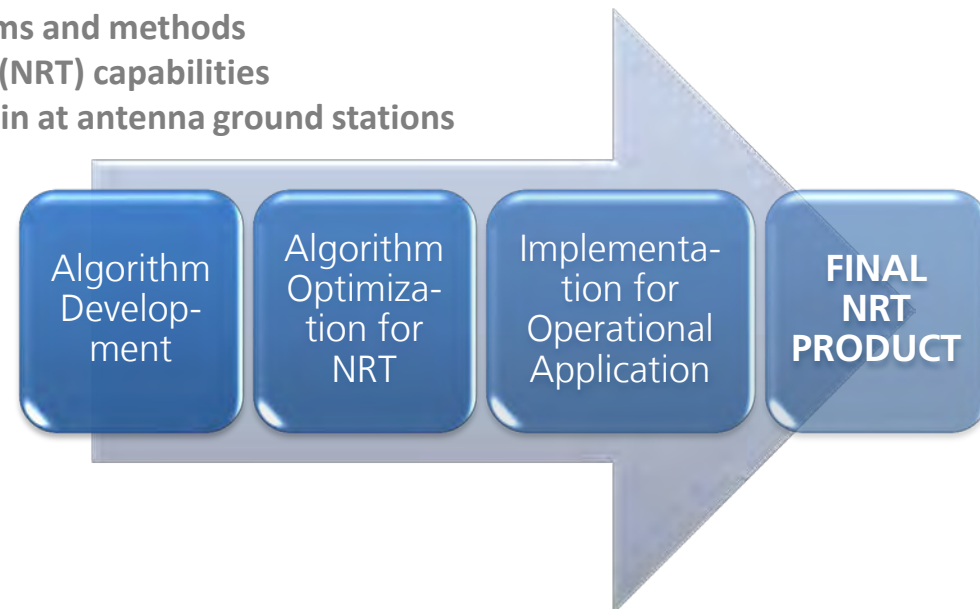 ms and methods
(NRT) capabilities
in at antenna ground stations
Algorithm
Develop-
ment
Algorithm
Optimiza-
tion for
NRT
Implementa-
tion for
Operational
Application
FINAL
NRT
PRODUCT